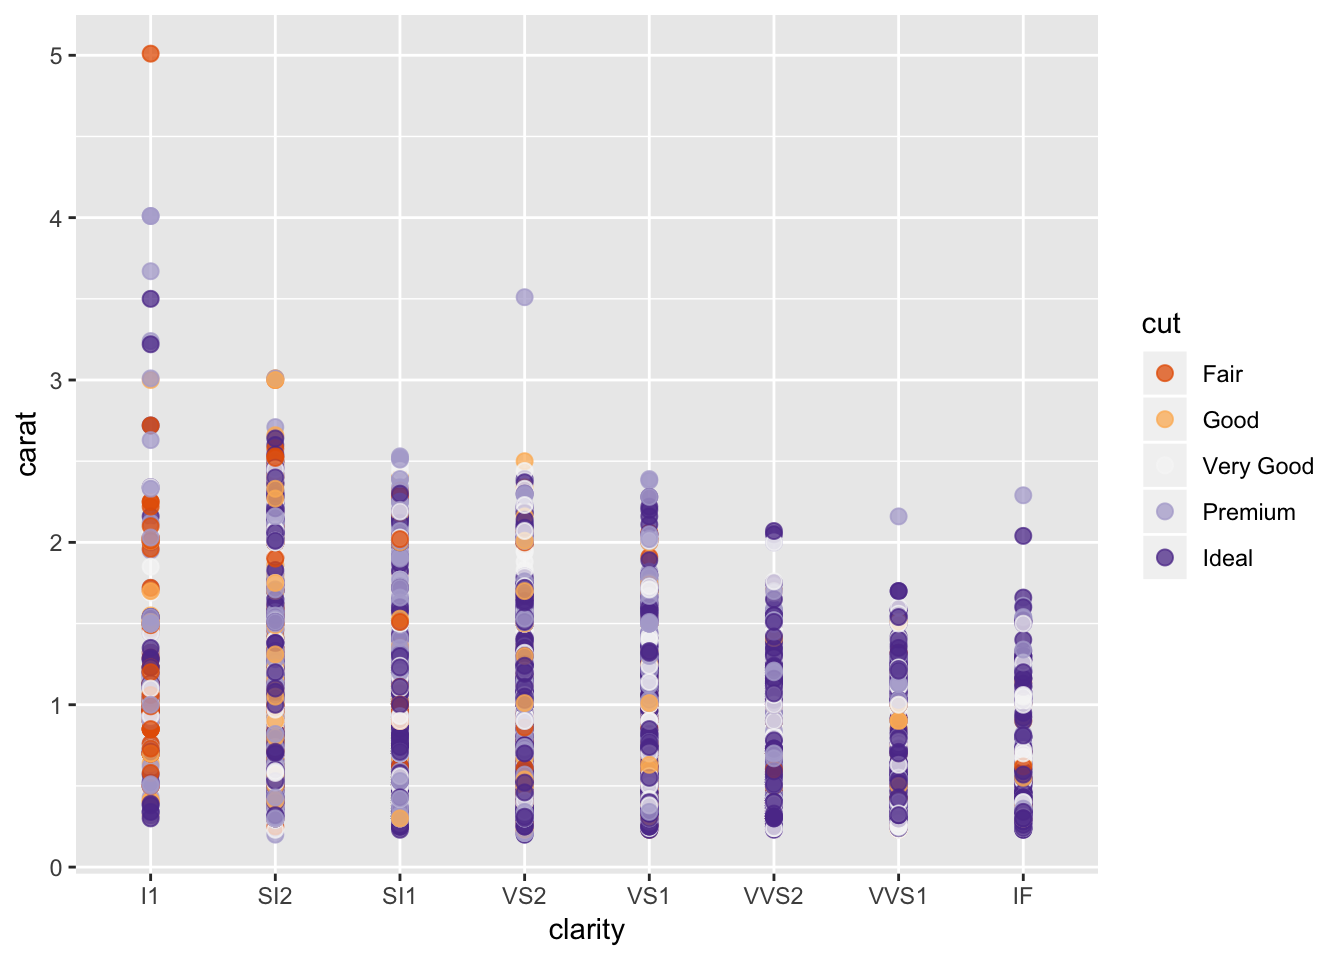 5
4
3
2
1
0
carat
I1 SI2 SI1 VS2 VS1 VVS2 VVS1 IF
clarity
cut
Fair
Good
Very Good
Premium
Ideal